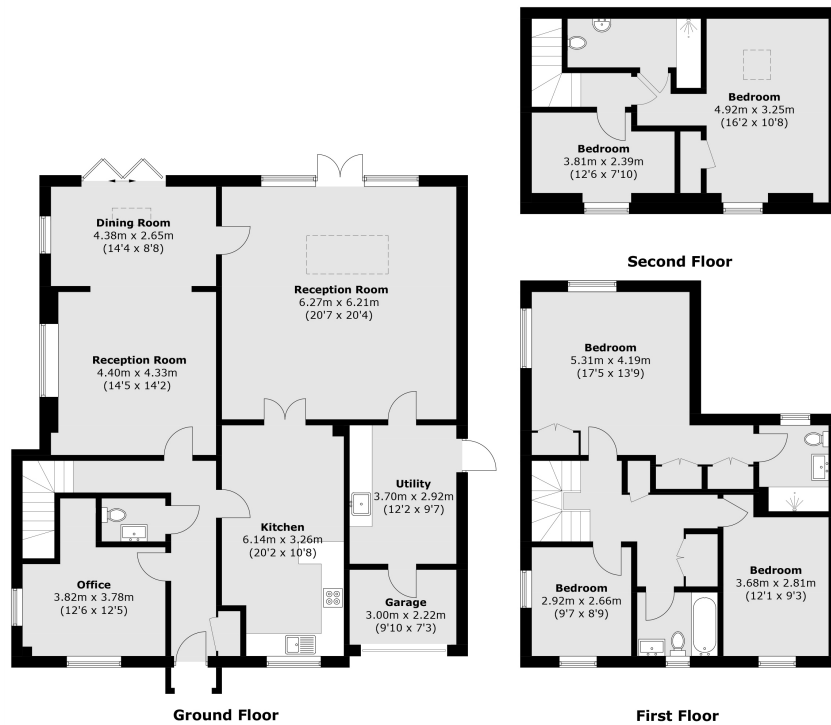 Dining Room
4.38m x 2.65m
(14'4 x 8'8)
Reception Room
6.27m x 6.21m
(20'7 x 20'4)
Reception Room
4.40m x 4.33m
(14'5 x 14'2)
Utility
3.70m x 2.92m
(12'2 x 9'7)
Kitchen
6.14m x 3.26m
(20'2 x 10'8)
Office
3.82m x 3.78m
(12'6 x 12'5)
Garage
3.00m x 2.22m
(9'10 x 7'3)
Ground Floor
Bedroom
4.92m x 3.25m
(16'2 x 10'8)
Bedroom
3.81m x 2.39m
(12'6 x 7'10)
Second Floor
Bedroom
5.31m x 4.19m
(17'5 x 13'9)
Bedroom
2.92m x 2.66m
(9'7 x 8'9)
Bedroom
3.68m x 2.81m
(12'1 x 9'3)
First Floor